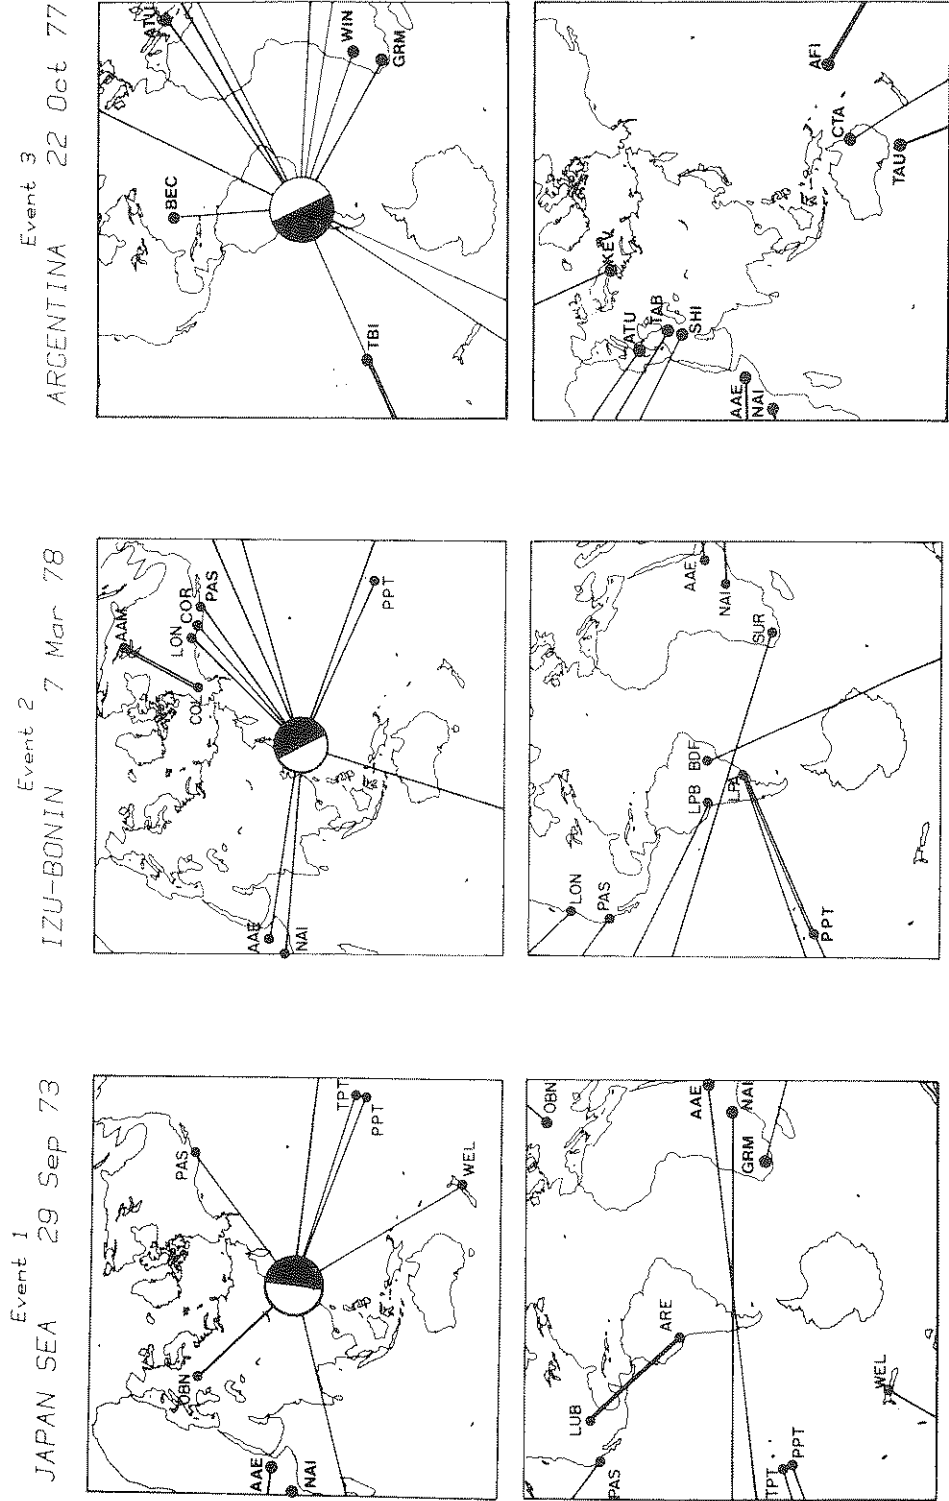 Event 1
JAPAN SEA 29 Sep 73
OBN
PAS
AAE
NAI
TPT
PPT
WEL
OBN
LUB
PAS
ARE
AAE
NAI
GRM
TPT
PPT
WEL
Event 2
IZU-BONIN 7 Mar 78
AAM
LON
COR
PAS
COL
AAE
NAI
PPT
LON
PAS
LPB
BDF
LPA
AAE
NAI
SUR
PPT
Event 3
ARGENTINA 22 Oct 77
ATU
BEC
WIN
GRM
TBI
KEV
ATU
TAB
SHI
AAE
NAI
AFI
CTA
TAU